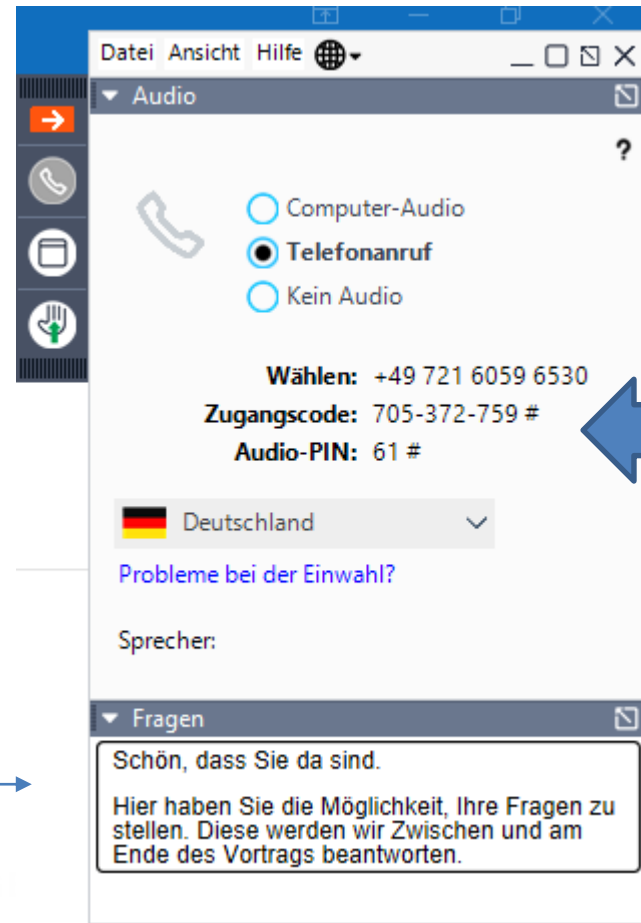 Datei Ansicht Hilfe
Audio
?
Computer-Audio
Telefonanruf
Kein Audio
Wählen: +49 721 6059 6530
Zugangscode: 705-372-759 #
Audio-PIN: 61 #
Deutschland
Probleme bei der Einwahl?
Sprecher:
Fragen
Schön, dass Sie da sind.
Hier haben Sie die Möglichkeit, Ihre Fragen zu
stellen. Diese werden wir Zwischen und am
Ende des Vortrags beantworten.